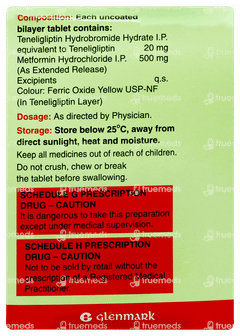 Composition: Each uncoated
bilayer tablet contains:
Teneligliptin Hydrobromide Hydrate I.P.
equivalent to Teneligliptin 20 mg
Metformin Hydrochloride I.P. 500 mg
(As Extended Release)
Excipients q.s.
Colour: Ferric Oxide Yellow USP-NF
(In Teneligliptin Layer)
Dosage: As directed by Physician.
Storage: Store below 25°C, away from
direct sunlight, heat and moisture.
Keep all medicines out of reach of children.
Do not crush, chew or break
the tablet before swallowing.
SCHEDULE G PRESCRIPTION
DRUG – CAUTION
It is dangerous to take this preparation
except under medical supervision.
SCHEDULE H PRESCRIPTION
DRUG – CAUTION
Not to be sold by retail without the
prescription of a Registered Medical
Practitioner.
glenmark
truemeds